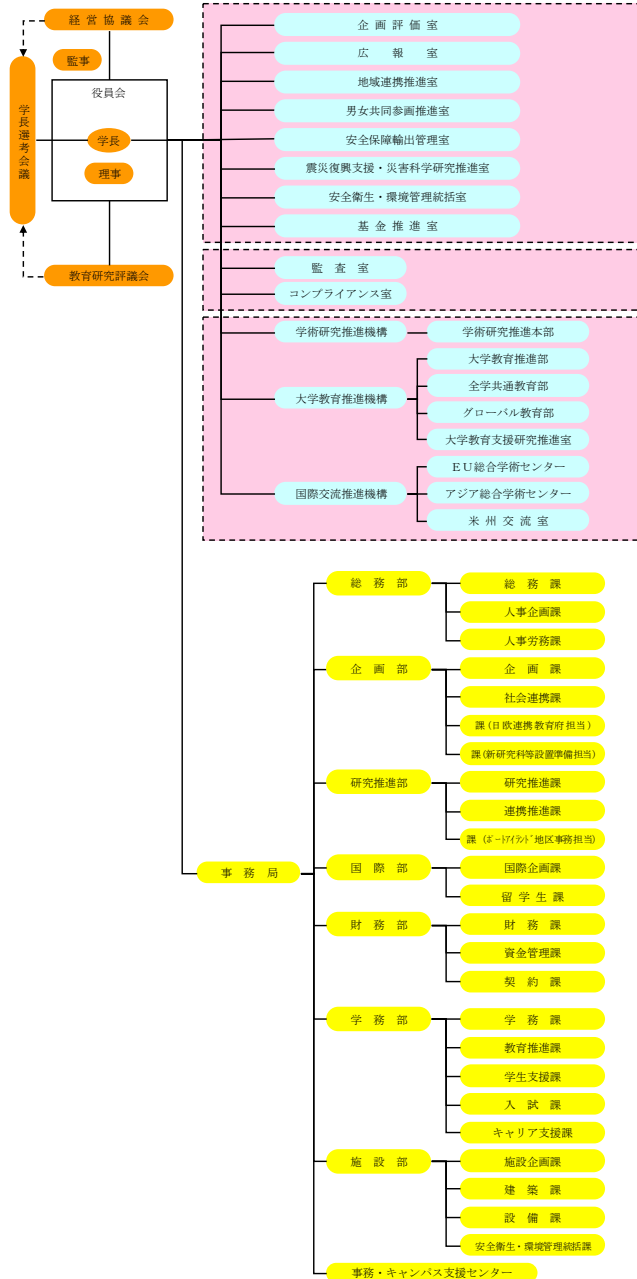 経営協議会
監事
役員会
学長選考会議
学長
理事
教育研究評議会
企画評価室
広報室
地域連携推進室
男女共同参画推進室
安全保障輸出管理室
震災復興支援・災害科学研究推進室
安全衛生・環境管理統括室
基金推進室
監査室
コンプライアンス室
学術研究推進機構
学術研究推進本部
大学教育推進機構
大学教育推進部
全学共通教育部
グローバル教育部
大学教育支援研究推進室
国際交流推進機構
ＥＵ総合学術センター
アジア総合学術センター
米州交流室
事務局
総務部
総務課
人事企画課
人事労務課
企画部
企画課
社会連携課
課(日欧連携教育府担当)
課(新研究科等設置準備担当)
研究推進部
研究推進課
連携推進課
課(ﾎﾟｰﾄｱｲﾗﾝﾄﾞ地区事務担当)
国際部
国際企画課
留学生課
財務部
財務課
資金管理課
契約課
学務部
学務課
教育推進課
学生支援課
入試課
キャリア支援課
施設部
施設企画課
建築課
設備課
安全衛生・環境管理統括課
事務・キャンパス支援センター